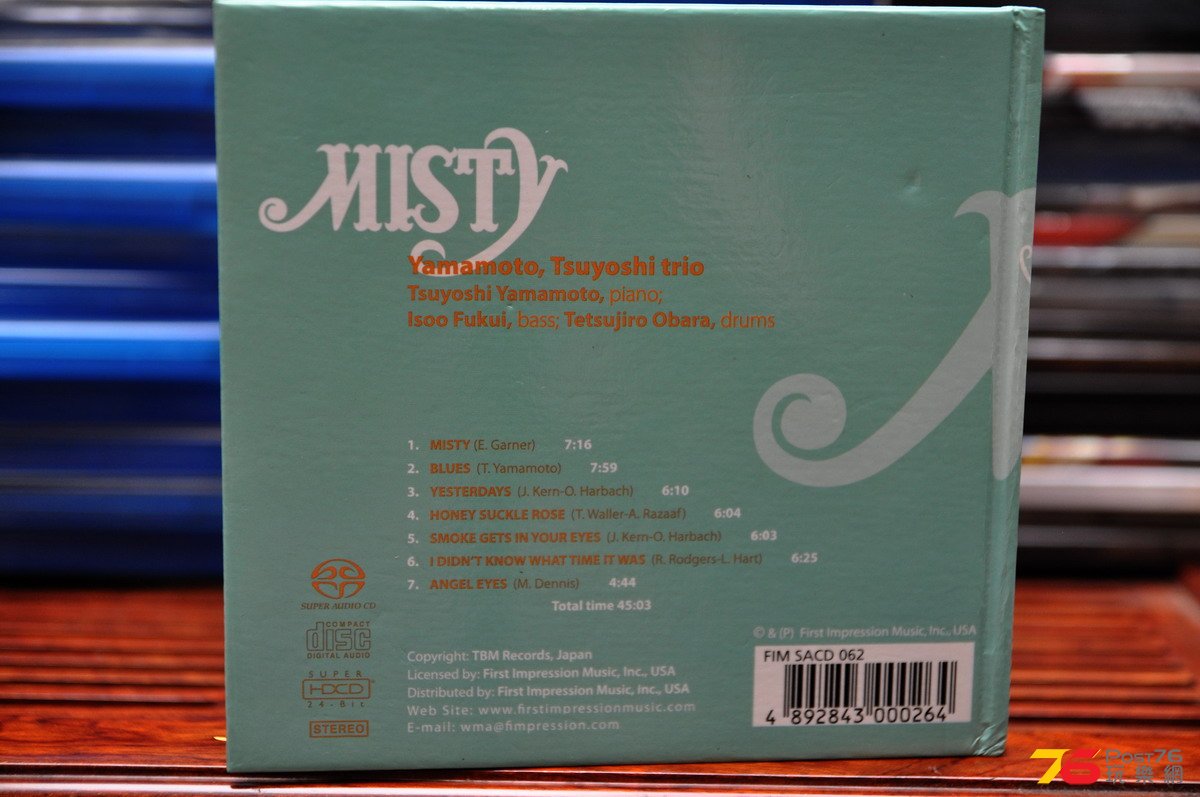 MISTY
Yamamoto, Tsuyoshi trio
Tsuyoshi Yamamoto, piano;
Isoo Fukui, bass; Tetsujiro Obara, drums
1. MISTY (E. Garner) 7:16
2. BLUES (T. Yamamoto) 7:59
3. YESTERDAYS (J. Kern-O. Harbach) 6:10
4. HONEY SUCKLE ROSE (T. Waller-A. Razaaf) 6:04
5. SMOKE GETS IN YOUR EYES (J. Kern-O. Harbach) 6:03
6. I DIDN'T KNOW WHAT TIME IT WAS (R. Rodgers-L. Hart) 6:25
7. ANGEL EYES (M. Dennis) 4:44
Total time 45:03
SUPER AUDIO CD
COMPACT
disc
DIGITAL AUDIO
SUPER
HDCD
24-Bit
STEREO
Copyright: TBM Records, Japan
Licensed by: First Impression Music, Inc., USA
Distributed by: First Impression Music, Inc., USA
Web Site: www.firstimpressionmusic.com
E-mail: wma@fimpression.com
© & (P) First Impression Music, Inc., USA
FIM SACD 062
4 892843 000264
76 POST76
玩樂網